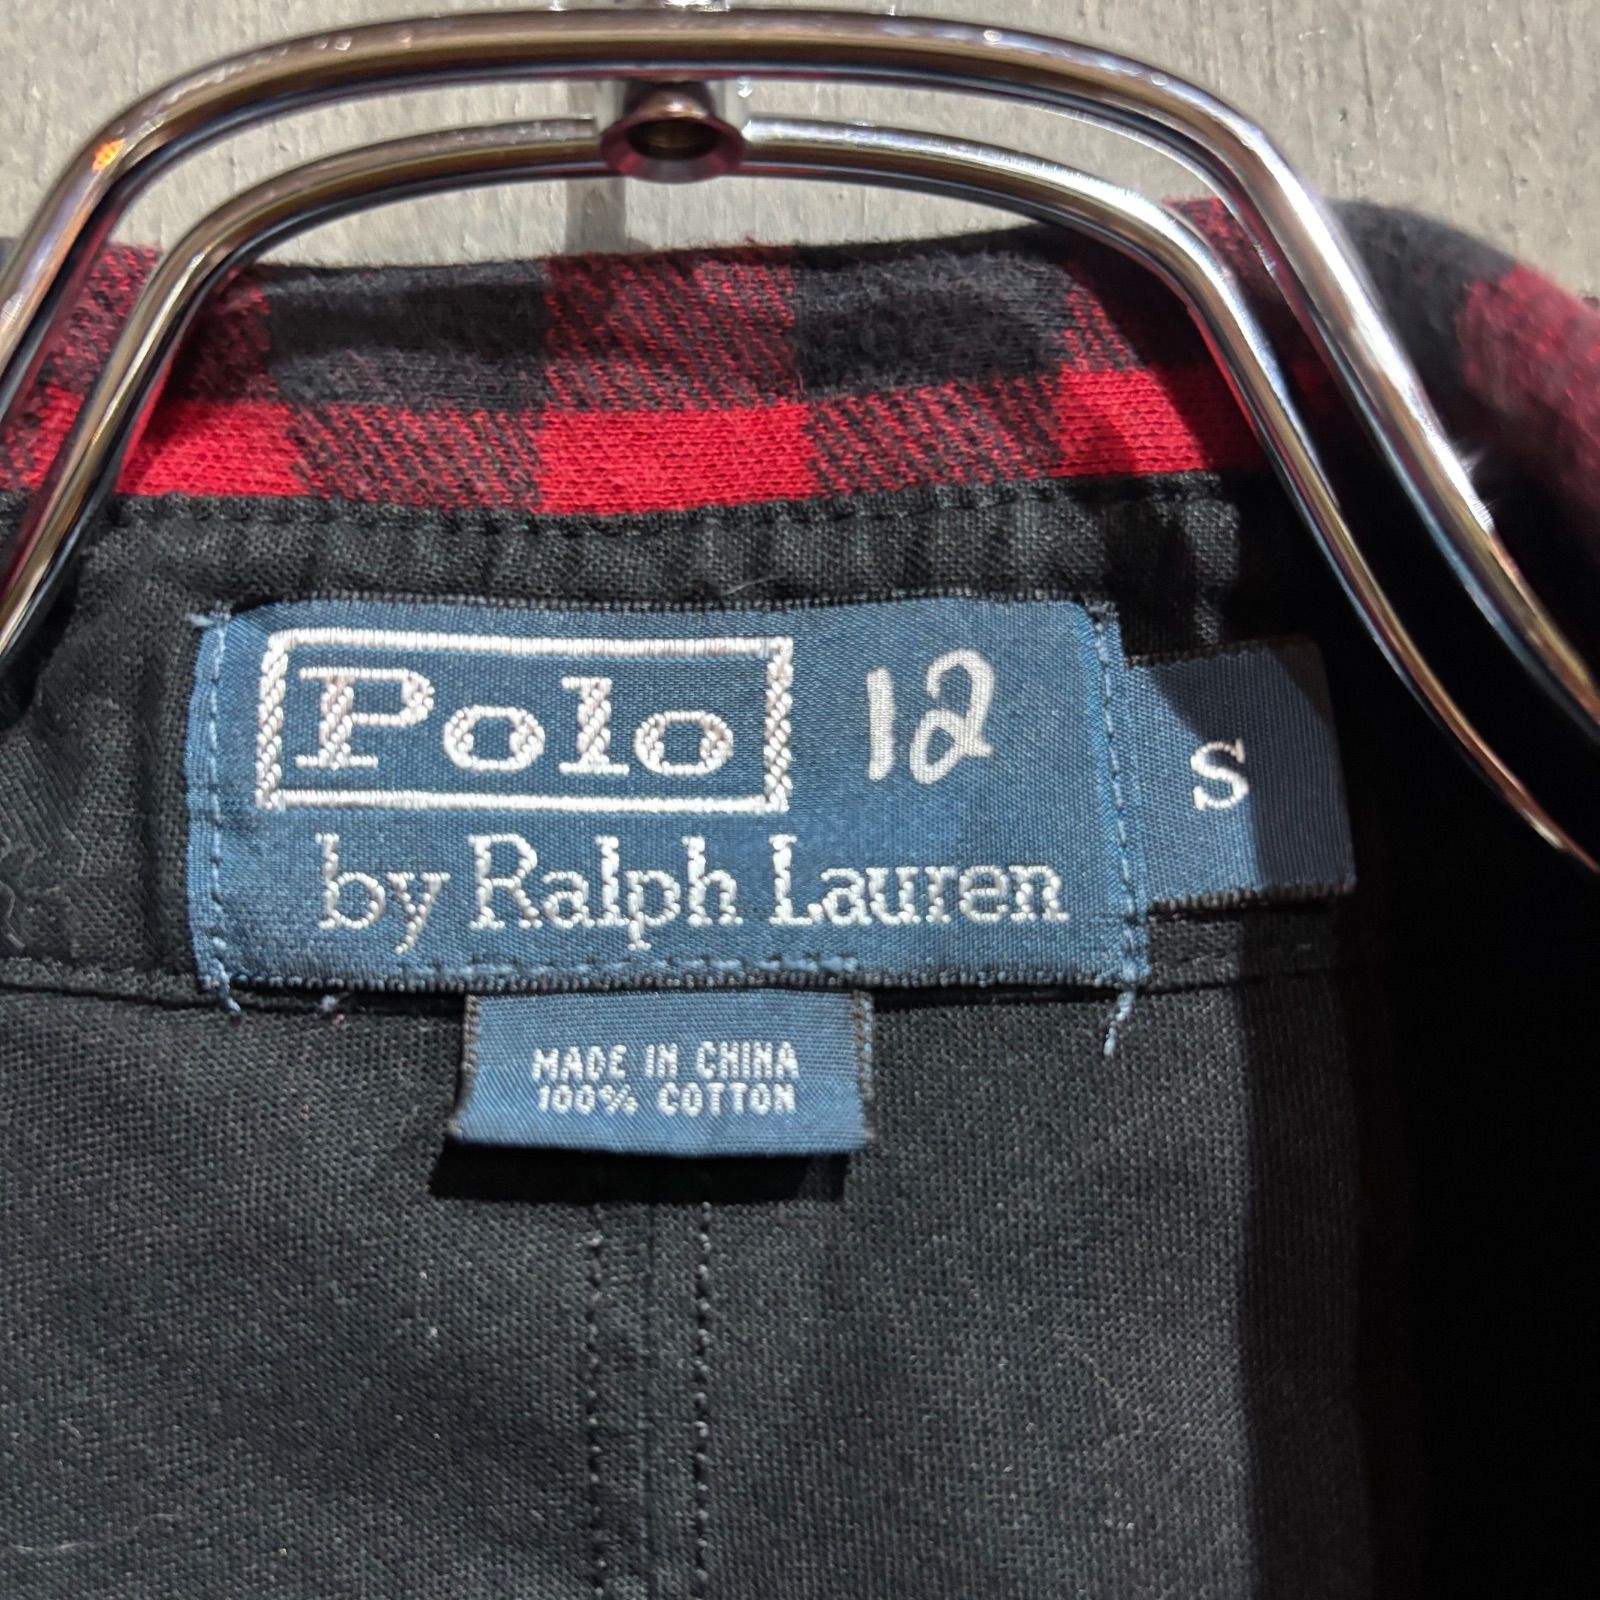 Polo 12
by Ralph Lauren
S
MADE IN CHINA
100% COTTON